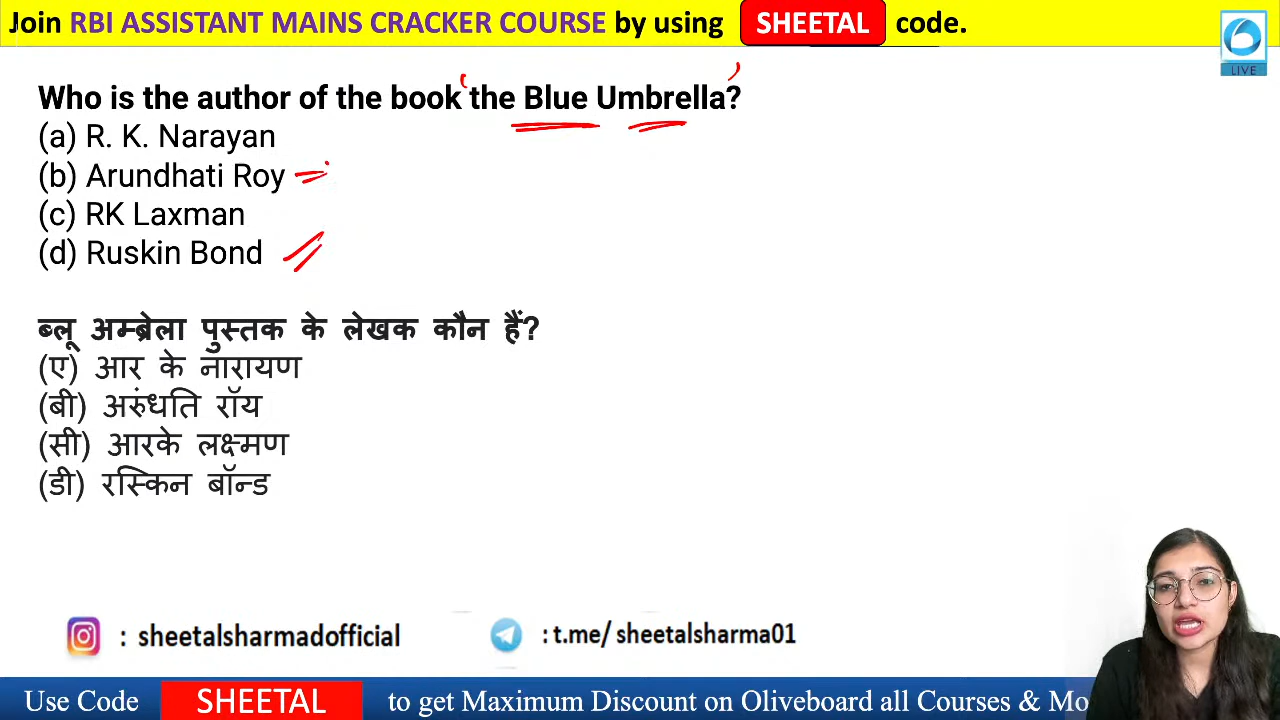 Join RBI ASSISTANT MAINS CRACKER COURSE by using SHEETAL code.
LIVE
Who is the author of the book 'the Blue Umbrella'?
(a) R. K. Narayan
(b) Arundhati Roy
(c) RK Laxman
(d) Ruskin Bond
ब्लू अम्ब्रेला पुस्तक के लेखक कौन हैं?
(ए) आर के नारायण
(बी) अरुंधति रॉय
(सी) आरके लक्ष्मण
(डी) रस्किन बॉन्ड
: sheetalsharmadofficial
: t.me/ sheetalsharma01
Use Code SHEETAL to get Maximum Discount on Oliveboard all Courses & Mo